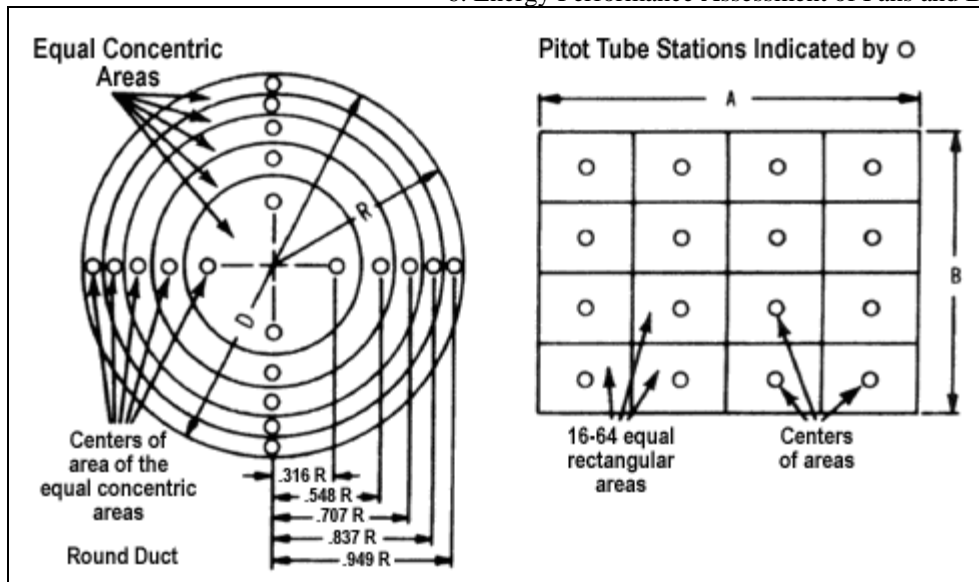 Equal Concentric
Areas
R
D
Centers of
area of the
equal concentric
areas
.316 R
.548 R
.707 R
.837 R
.949 R
Round Duct
Pitot Tube Stations Indicated by O
A
B
16-64 equal
rectangular
areas
Centers
of areas